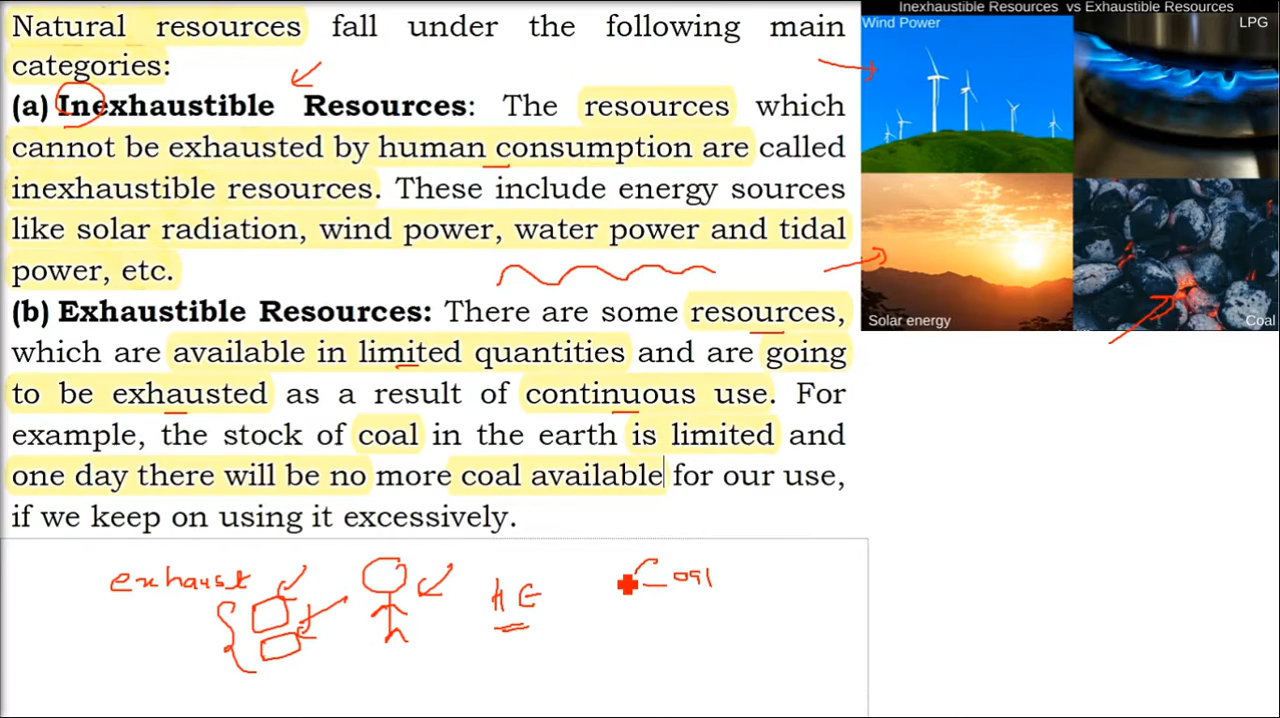 Natural resources fall under the following main
categories:
(a) Inexhaustible Resources: The resources which
cannot be exhausted by human consumption are called
inexhaustible resources. These include energy sources
like solar radiation, wind power, water power and tidal
power, etc.
(b) Exhaustible Resources: There are some resources,
which are available in limited quantities and are going
to be exhausted as a result of continuous use. For
example, the stock of coal in the earth is limited and
one day there will be no more coal available for our use,
if we keep on using it excessively.
Inexhaustible Resources vs Exhaustible Resources
Wind Power
LPG
Solar energy
Coal
exhaust
HE
Coal